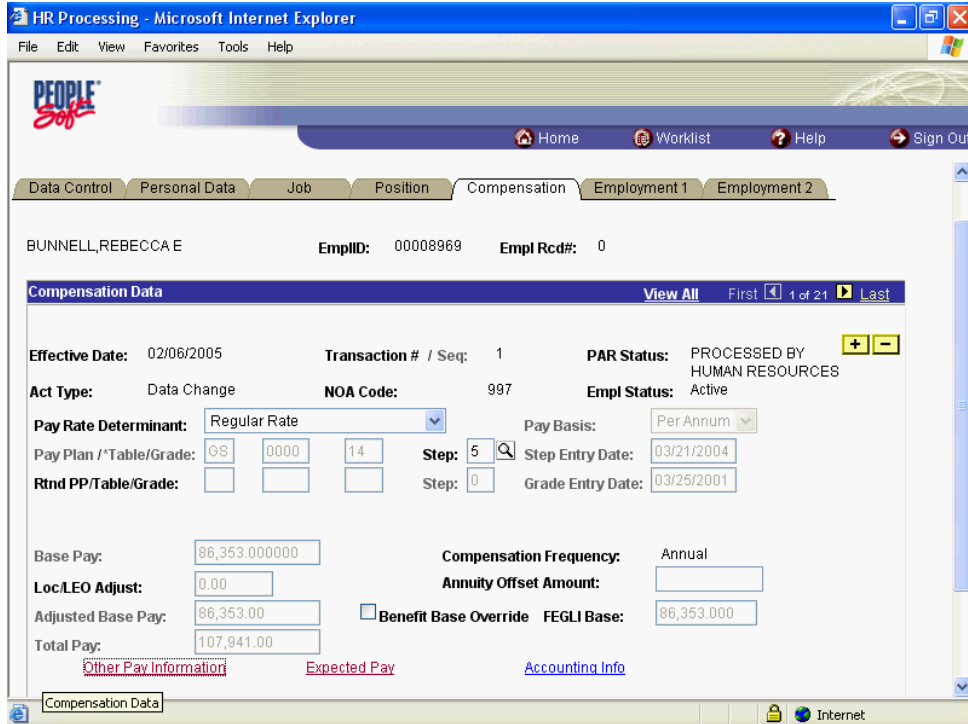 HR Processing - Microsoft Internet Explorer
File Edit View Favorites Tools Help
PEOPLE Soft
Home Worklist Help Sign Out
Data Control Personal Data Job Position Compensation Employment 1 Employment 2
BUNNELL,REBECCA E EmplID: 00008969 Empl Rcd#: 0
Compensation Data View All First 1 of 21 Last
Effective Date: 02/06/2005 Transaction # / Seq: 1 PAR Status: PROCESSED BY
HUMAN RESOURCES
Act Type: Data Change NOA Code: 997 Empl Status: Active
Pay Rate Determinant: Regular Rate Pay Basis: Per Annum
Pay Plan /*Table/Grade: GS 0000 14 Step: 5 Step Entry Date: 03/21/2004
Rtnd PP/Table/Grade: Step: 0 Grade Entry Date: 03/25/2001
Base Pay: 86,353.000000 Compensation Frequency: Annual
Loc/LEO Adjust: 0.00 Annuity Offset Amount:
Adjusted Base Pay: 86,353.00 Benefit Base Override FEGLI Base: 86,353.000
Total Pay: 107,941.00
Other Pay Information Expected Pay Accounting Info
Compensation Data
Internet